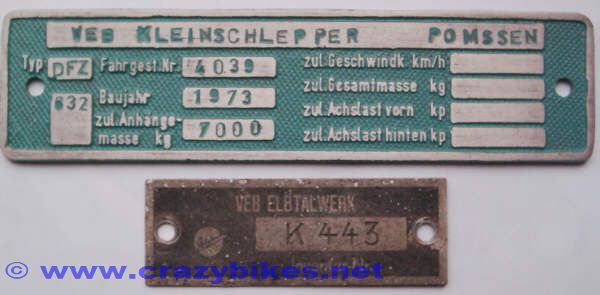 VEB KLEINSCHLEPPER POMSSEN
Typ DFZ Fahrgest.Nr. 4039 zul.Geschwindk. km/h
632 Baujahr 1973 zul.Gesamtmasse kg
zul.Anhänge- zul.Achslast vorn kp
masse kg 7000 zul.Achslast hinten kp
VEB ELBTALWERK
K 443
© www.crazybikes.net